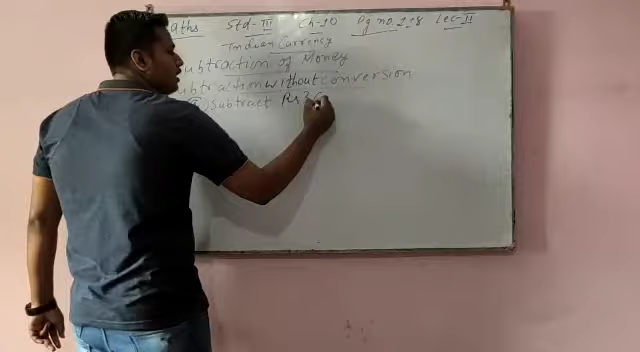 aths Std-III Ch-10 Pg no. 128 Lec-II
Indian Currency
ubtraction of Money
ubtraction without conversion
Subtract Rs 3